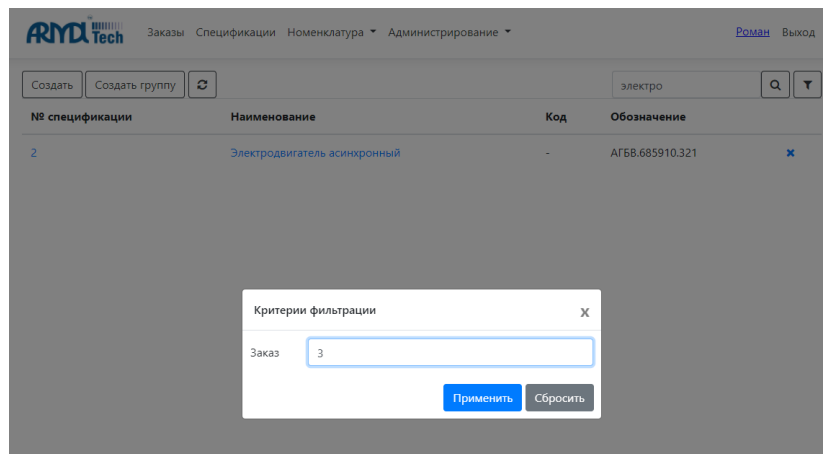 ARMDI Tech Заказы Спецификации Номенклатура Администрирование Роман Выход
Создать Создать группу электро
№ спецификации Наименование Код Обозначение
2 Электродвигатель асинхронный - АГБВ.685910.321
Критерии фильтрации x
Заказ 3
Применить Сбросить